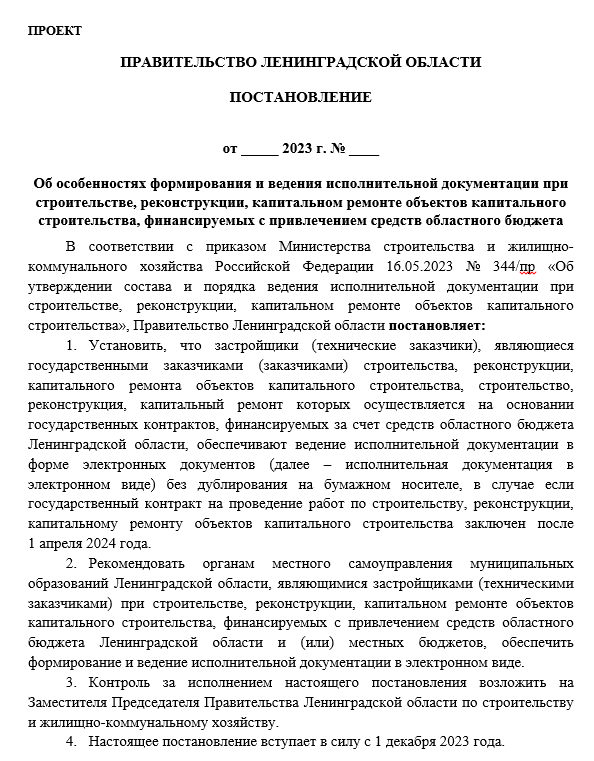 ПРОЕКТ
ПРАВИТЕЛЬСТВО ЛЕНИНГРАДСКОЙ ОБЛАСТИ
ПОСТАНОВЛЕНИЕ
от _____ 2023 г. № ____
Об особенностях формирования и ведения исполнительной документации при
строительстве, реконструкции, капитальном ремонте объектов капитального
строительства, финансируемых с привлечением средств областного бюджета
В соответствии с приказом Министерства строительства и жилищно-
коммунального хозяйства Российской Федерации 16.05.2023 № 344/пр «Об
утверждении состава и порядка ведения исполнительной документации при
строительстве, реконструкции, капитальном ремонте объектов капитального
строительства», Правительство Ленинградской области постановляет:
1. Установить, что застройщики (технические заказчики), являющиеся
государственными заказчиками (заказчиками) строительства, реконструкции,
капитального ремонта объектов капитального строительства, строительство,
реконструкция, капитальный ремонт которых осуществляется на основании
государственных контрактов, финансируемых за счет средств областного бюджета
Ленинградской области, обеспечивают ведение исполнительной документации в
форме электронных документов (далее – исполнительная документация в
электронном виде) без дублирования на бумажном носителе, в случае если
государственный контракт на проведение работ по строительству, реконструкции,
капитальному ремонту объектов капитального строительства заключен после
1 апреля 2024 года.
2. Рекомендовать органам местного самоуправления муниципальных
образований Ленинградской области, являющимися застройщиками (техническими
заказчиками) при строительстве, реконструкции, капитальном ремонте объектов
капитального строительства, финансируемых с привлечением средств областного
бюджета Ленинградской области и (или) местных бюджетов, обеспечить
формирование и ведение исполнительной документации в электронном виде.
3. Контроль за исполнением настоящего постановления возложить на
Заместителя Председателя Правительства Ленинградской области по строительству
и жилищно-коммунальному хозяйству.
4. Настоящее постановление вступает в силу с 1 декабря 2023 года.